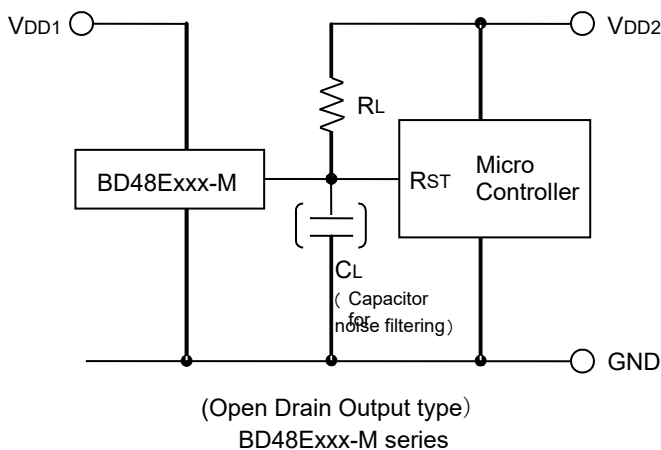 VDD1
VDD2
RL
BD48Exxx-M
RST
Micro
Controller
CL
（ Capacitor
for
noise filtering）
GND
(Open Drain Output type）
BD48Exxx-M series